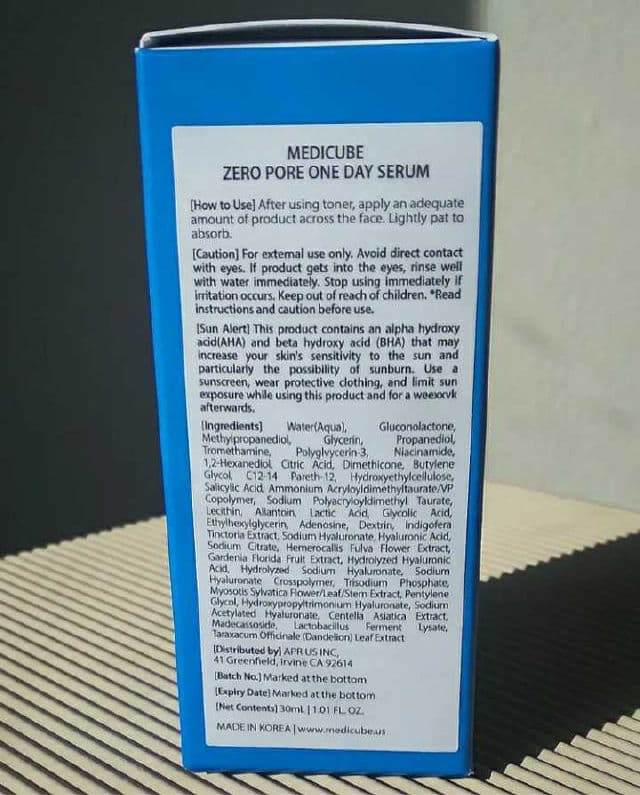 MEDICUBE
ZERO PORE ONE DAY SERUM
[How to Use] After using toner, apply an adequate
amount of product across the face. Lightly pat to
absorb.
[Caution] For external use only. Avoid direct contact
with eyes. If product gets into the eyes, rinse well
with water immediately. Stop using immediately if
irritation occurs. Keep out of reach of children. *Read
instructions and caution before use.
[Sun Alert] This product contains an alpha hydroxy
acid(AHA) and beta hydroxy acid (BHA) that may
increase your skin's sensitivity to the sun and
particularly the possibility of sunburn. Use a
sunscreen, wear protective clothing, and limit sun
exposure while using this product and for a weexxvk
afterwards.
[Ingredients] Water(Aqua), Gluconolactone,
Methylpropanediol, Glycerin, Propanediol,
Tromethamine, Polyglvycerin-3, Niacinamide,
1,2-Hexanediol, Citric Acid, Dimethicone, Butylene
Glycol, C12-14 Pareth-12, Hydroxyethylcellulose,
Salicylic Acid, Ammonium Acryloyldimethyltaurate/VP
Copolymer, Sodium Polyacryloyldimethyl Taurate,
Lecithin, Allantoin, Lactic Acid, Glycolic Acid,
Ethylhexylglycerin, Adenosine, Dextrin, Indigofera
Tinctoria Extract, Sodium Hyaluronate, Hyaluronic Acid,
Sodium Citrate, Hemerocallis Fulva Flower Extract,
Gardenia Florida Fruit Extract, Hydrolyzed Hyaluronic
Acid, Hydrolyzed Sodium Hyaluronate, Sodium
Hyaluronate Crosspolymer, Trisodium Phosphate,
Myosotis Sylvatica Flower/Leaf/Stem Extract, Pentylene
Glycol, Hydroxypropyltrimonium Hyaluronate, Sodium
Acetylated Hyaluronate, Centella Asiatica Extract,
Madecassoside, Lactobacillus Ferment Lysate,
Taraxacum Officinale (Dandelion) Leaf Extract
[Distributed by] APR US INC,
41 Greenfield, Irvine CA 92614
[Batch No.] Marked at the bottom
[Expiry Date] Marked at the bottom
[Net Contents] 30mL | 1.01 FL. OZ.
MADE IN KOREA | www.medicube.us